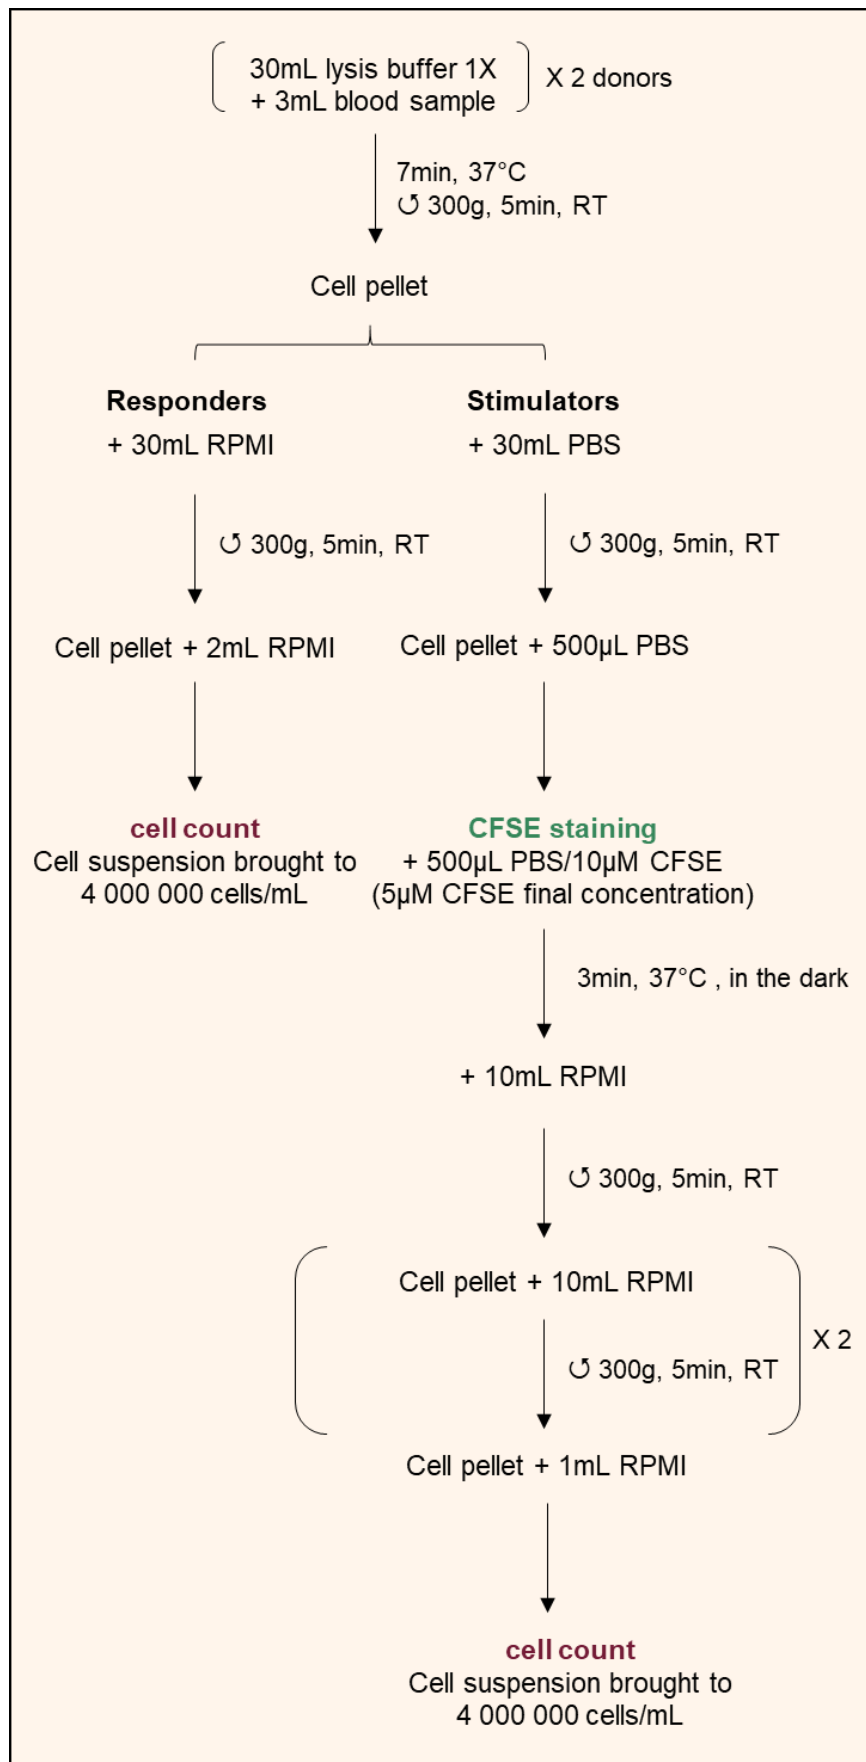 30mL lysis buffer 1X
+ 3mL blood sample
X 2 donors
7min, 37°C
↺ 300g, 5min, RT
Cell pellet
Responders
+ 30mL RPMI
↺ 300g, 5min, RT
Cell pellet + 2mL RPMI
cell count
Cell suspension brought to
4 000 000 cells/mL
Stimulators
+ 30mL PBS
↺ 300g, 5min, RT
Cell pellet + 500µL PBS
CFSE staining
+ 500µL PBS/10µM CFSE
(5µM CFSE final concentration)
3min, 37°C , in the dark
+ 10mL RPMI
↺ 300g, 5min, RT
Cell pellet + 10mL RPMI
↺ 300g, 5min, RT
X 2
Cell pellet + 1mL RPMI
cell count
Cell suspension brought to
4 000 000 cells/mL